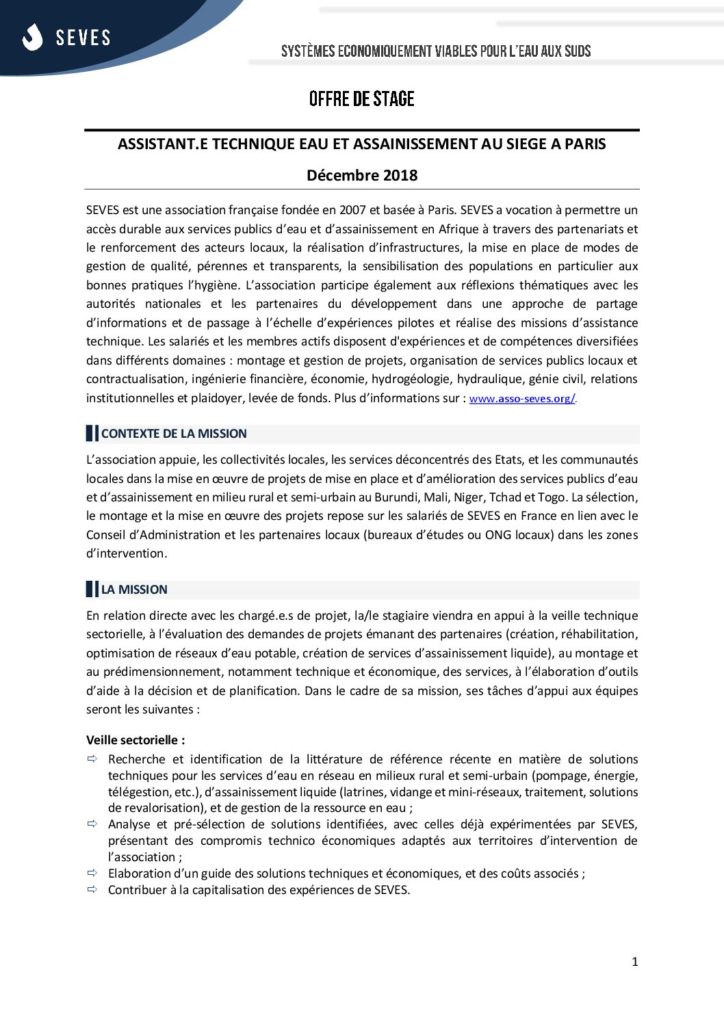 SEVES
SYSTÈMES ECONOMIQUEMENT VIABLES POUR L'EAU AUX SUDS
OFFRE DE STAGE
ASSISTANT.E TECHNIQUE EAU ET ASSAINISSEMENT AU SIEGE A PARIS
Décembre 2018
SEVES est une association française fondée en 2007 et basée à Paris. SEVES a vocation à permettre un
accès durable aux services publics d'eau et d'assainissement en Afrique à travers des partenariats et
le renforcement des acteurs locaux, la réalisation d'infrastructures, la mise en place de modes de
gestion de qualité, pérennes et transparents, la sensibilisation des populations en particulier aux
bonnes pratiques l'hygiène. L'association participe également aux réflexions thématiques avec les
autorités nationales et les partenaires du développement dans une approche de partage
d'informations et de passage à l'échelle d'expériences pilotes et réalise des missions d'assistance
technique. Les salariés et les membres actifs disposent d'expériences et de compétences diversifiées
dans différents domaines : montage et gestion de projets, organisation de services publics locaux et
contractualisation, ingénierie financière, économie, hydrogéologie, hydraulique, génie civil, relations
institutionnelles et plaidoyer, levée de fonds. Plus d'informations sur : www.asso-seves.org/.
CONTEXTE DE LA MISSION
L'association appuie, les collectivités locales, les services déconcentrés des Etats, et les communautés
locales dans la mise en œuvre de projets de mise en place et d'amélioration des services publics d'eau
et d'assainissement en milieu rural et semi-urbain au Burundi, Mali, Niger, Tchad et Togo. La sélection,
le montage et la mise en œuvre des projets repose sur les salariés de SEVES en France en lien avec le
Conseil d'Administration et les partenaires locaux (bureaux d'études ou ONG locaux) dans les zones
d'intervention.
LA MISSION
En relation directe avec les chargé.e.s de projet, la/le stagiaire viendra en appui à la veille technique
sectorielle, à l'évaluation des demandes de projets émanant des partenaires (création, réhabilitation,
optimisation de réseaux d'eau potable, création de services d'assainissement liquide), au montage et
au prédimensionnement, notamment technique et économique, des services, à l'élaboration d'outils
d'aide à la décision et de planification. Dans le cadre de sa mission, ses tâches d'appui aux équipes
seront les suivantes :
Veille sectorielle :
⇨ Recherche et identification de la littérature de référence récente en matière de solutions
techniques pour les services d'eau en réseau en milieux rural et semi-urbain (pompage, énergie,
télégestion, etc.), d'assainissement liquide (latrines, vidange et mini-réseaux, traitement, solutions
de revalorisation), et de gestion de la ressource en eau ;
⇨ Analyse et pré-sélection de solutions identifiées, avec celles déjà expérimentées par SEVES,
présentant des compromis technico économiques adaptés aux territoires d'intervention de
l'association ;
⇨ Elaboration d'un guide des solutions techniques et économiques, et des coûts associés ;
⇨ Contribuer à la capitalisation des expériences de SEVES.
1